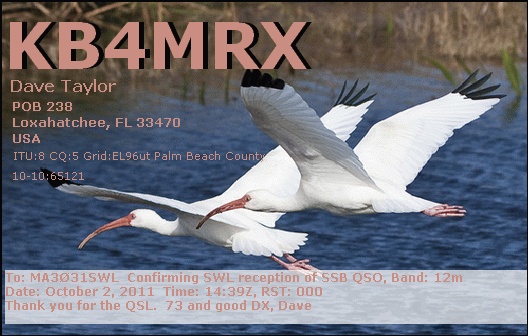 KB4MRX
Dave Taylor
POB 238
Loxahatchee, FL 33470
USA
ITU:8 CQ:5 Grid:EL96ut Palm Beach County
10-10:65121
To: MA3Ø31SWL Confirming SWL reception of SSB QSO, Band: 12m
Date: October 2, 2011 Time: 14:39Z, RST: 000
Thank you for the QSL. 73 and good DX, Dave